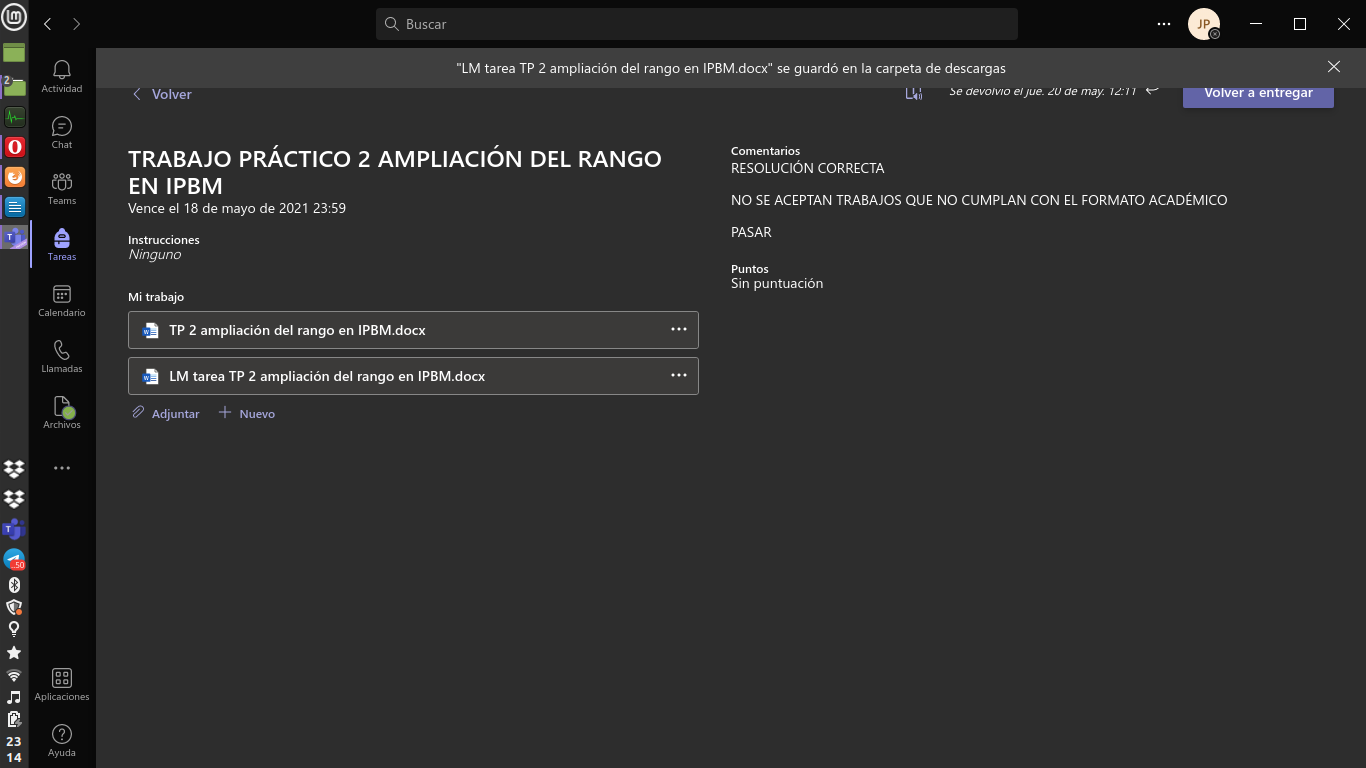 Buscar
JP
"LM tarea TP 2 ampliación del rango en IPBM.docx" se guardó en la carpeta de descargas
Volver
Se devolvió el jue. 20 de may. 12:11
Volver a entregar
TRABAJO PRÁCTICO 2 AMPLIACIÓN DEL RANGO
EN IPBM
Vence el 18 de mayo de 2021 23:59
Instrucciones
Ninguno
Mi trabajo
TP 2 ampliación del rango en IPBM.docx
LM tarea TP 2 ampliación del rango en IPBM.docx
Adjuntar
Nuevo
Comentarios
RESOLUCIÓN CORRECTA
NO SE ACEPTAN TRABAJOS QUE NO CUMPLAN CON EL FORMATO ACADÉMICO
PASAR
Puntos
Sin puntuación
Actividad
Chat
Teams
Tareas
Calendario
Llamadas
Archivos
Aplicaciones
Ayuda
2
50
23
14